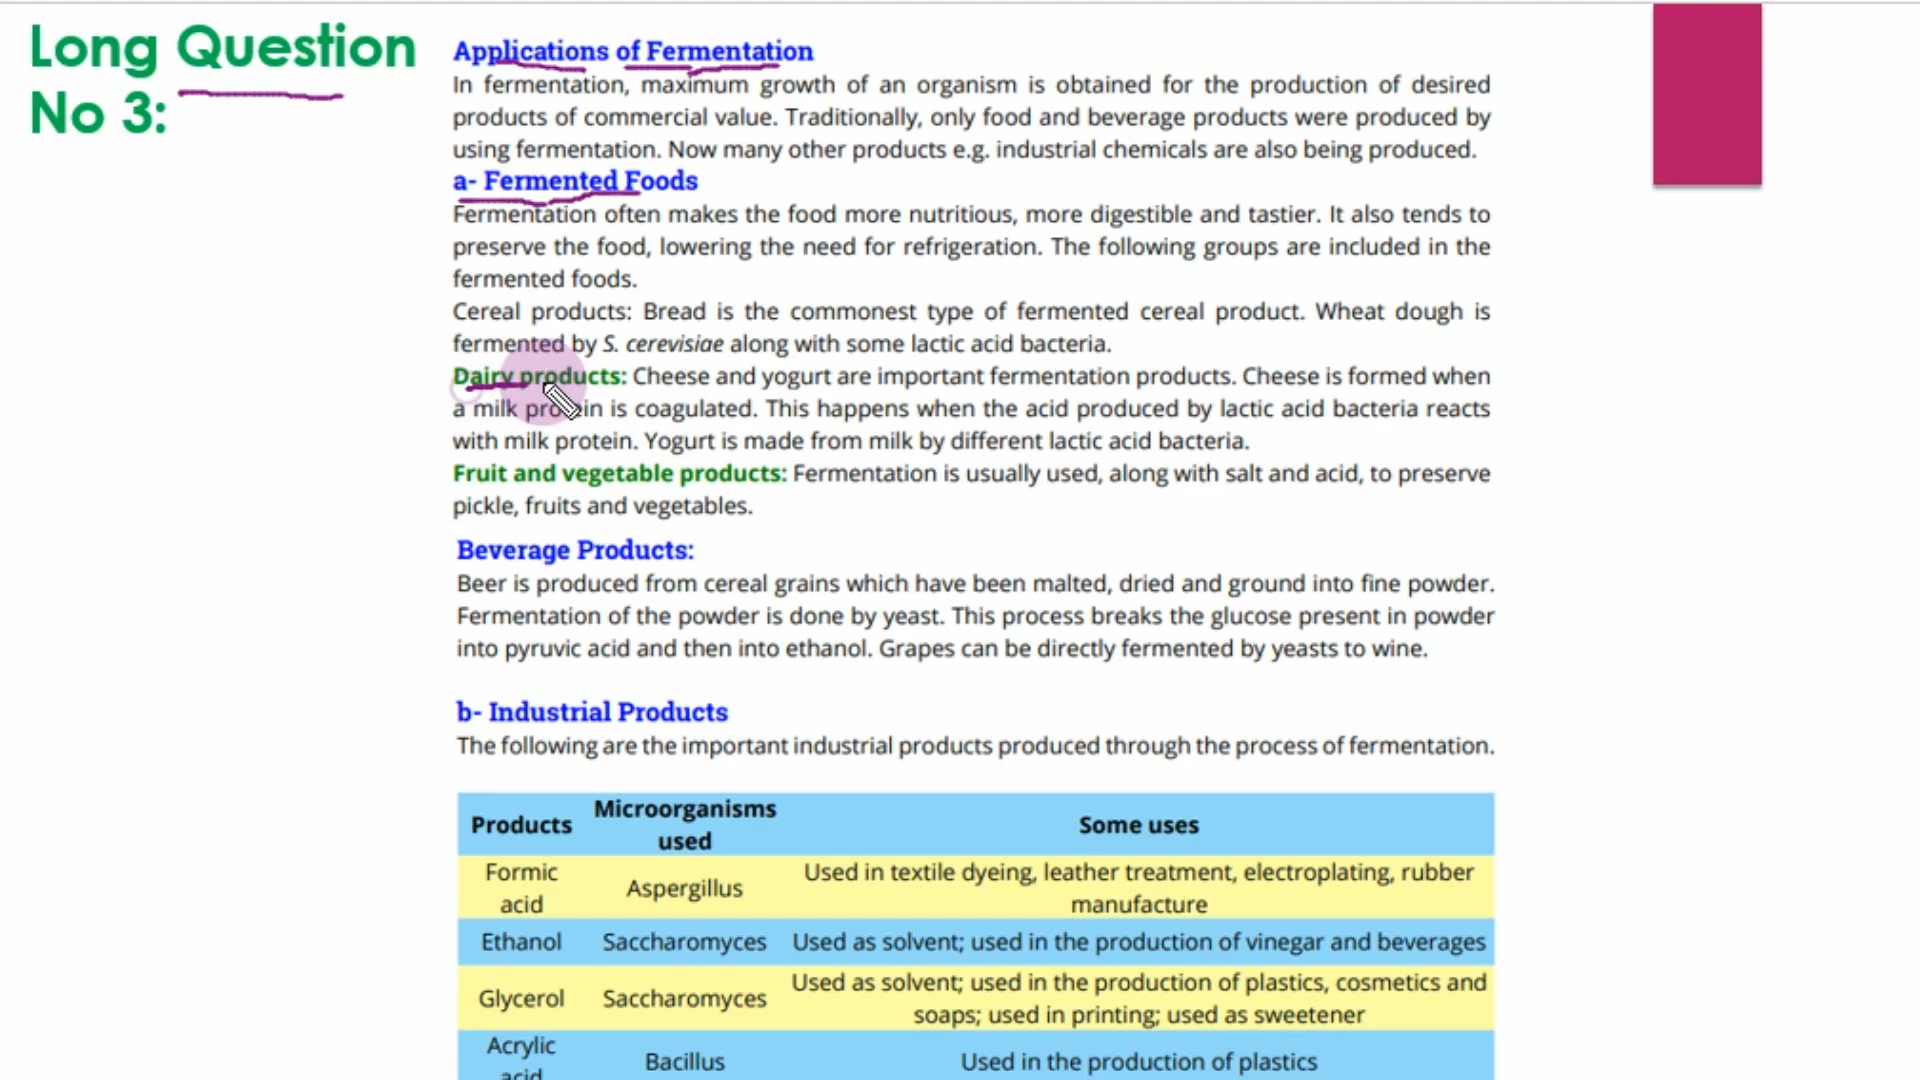 Long Question
No 3:
Applications of Fermentation
In fermentation, maximum growth of an organism is obtained for the production of desired
products of commercial value. Traditionally, only food and beverage products were produced by
using fermentation. Now many other products e.g. industrial chemicals are also being produced.
a- Fermented Foods
Fermentation often makes the food more nutritious, more digestible and tastier. It also tends to
preserve the food, lowering the need for refrigeration. The following groups are included in the
fermented foods.
Cereal products: Bread is the commonest type of fermented cereal product. Wheat dough is
fermented by S. cerevisiae along with some lactic acid bacteria.
Dairy products: Cheese and yogurt are important fermentation products. Cheese is formed when
a milk protein is coagulated. This happens when the acid produced by lactic acid bacteria reacts
with milk protein. Yogurt is made from milk by different lactic acid bacteria.
Fruit and vegetable products: Fermentation is usually used, along with salt and acid, to preserve
pickle, fruits and vegetables.
Beverage Products:
Beer is produced from cereal grains which have been malted, dried and ground into fine powder.
Fermentation of the powder is done by yeast. This process breaks the glucose present in powder
into pyruvic acid and then into ethanol. Grapes can be directly fermented by yeasts to wine.
b- Industrial Products
The following are the important industrial products produced through the process of fermentation.
Products Microorganisms used Some uses
Formic acid Aspergillus Used in textile dyeing, leather treatment, electroplating, rubber manufacture
Ethanol Saccharomyces Used as solvent; used in the production of vinegar and beverages
Glycerol Saccharomyces Used as solvent; used in the production of plastics, cosmetics and soaps; used in printing; used as sweetener
Acrylic acid Bacillus Used in the production of plastics